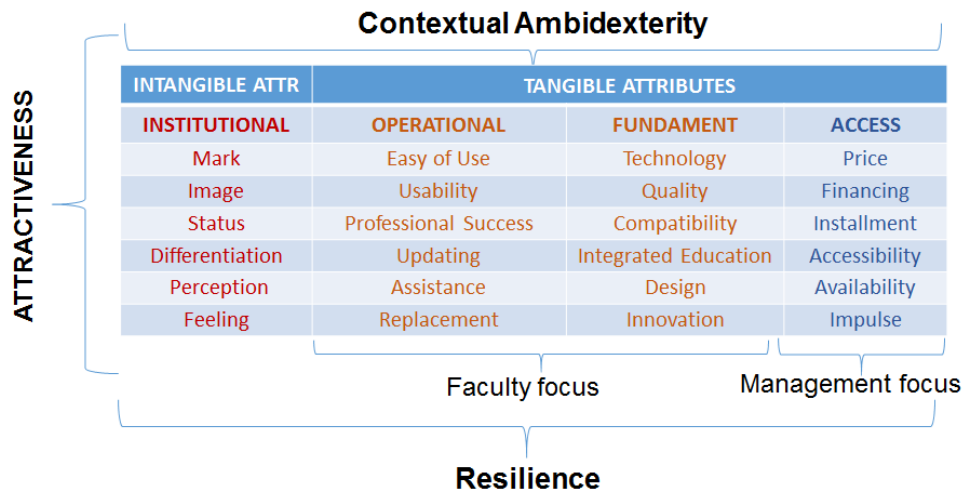 Contextual Ambidexterity
ATTRACTIVENESS
INTANGIBLE ATTR TANGIBLE ATTRIBUTES
INSTITUTIONAL OPERATIONAL FUNDAMENT ACCESS
Mark Easy of Use Technology Price
Image Usability Quality Financing
Status Professional Success Compatibility Installment
Differentiation Updating Integrated Education Accessibility
Perception Assistance Design Availability
Feeling Replacement Innovation Impulse
Faculty focus Management focus
Resilience